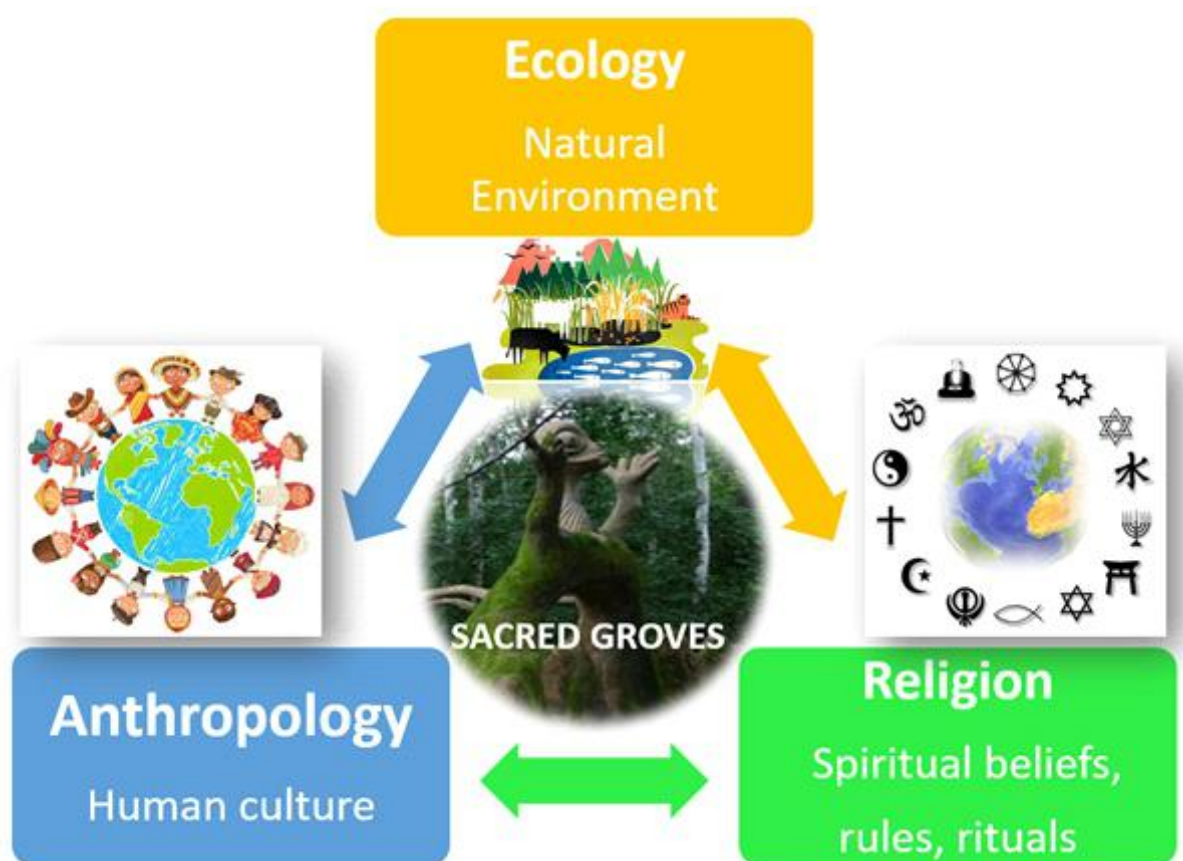 Ecology
Natural
Environment
SACRED GROVES
Anthropology
Human culture
Religion
Spiritual beliefs,
rules, rituals